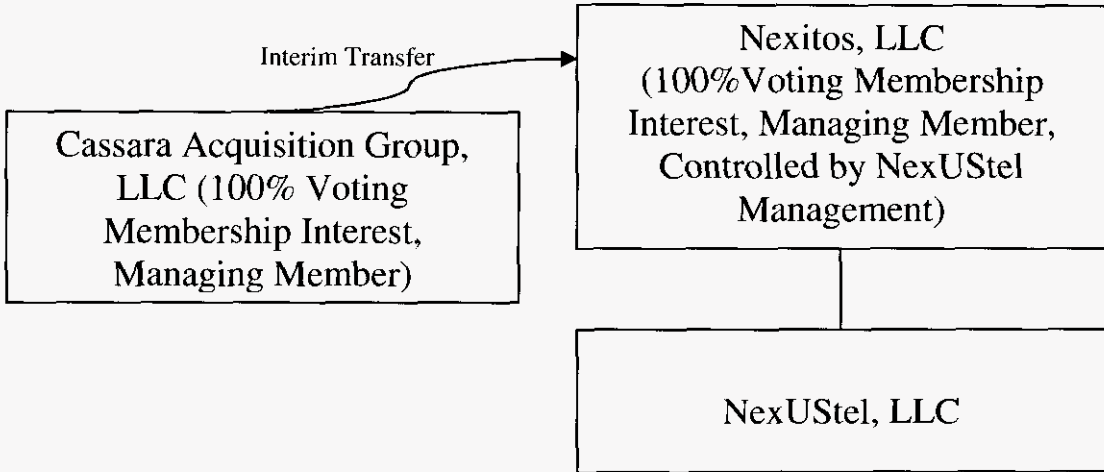 Interim Transfer
Cassara Acquisition Group,
LLC (100% Voting
Membership Interest,
Managing Member)
Nexitos, LLC
(100%Voting Membership
Interest, Managing Member,
Controlled by NexUStel
Management)
NexUStel, LLC